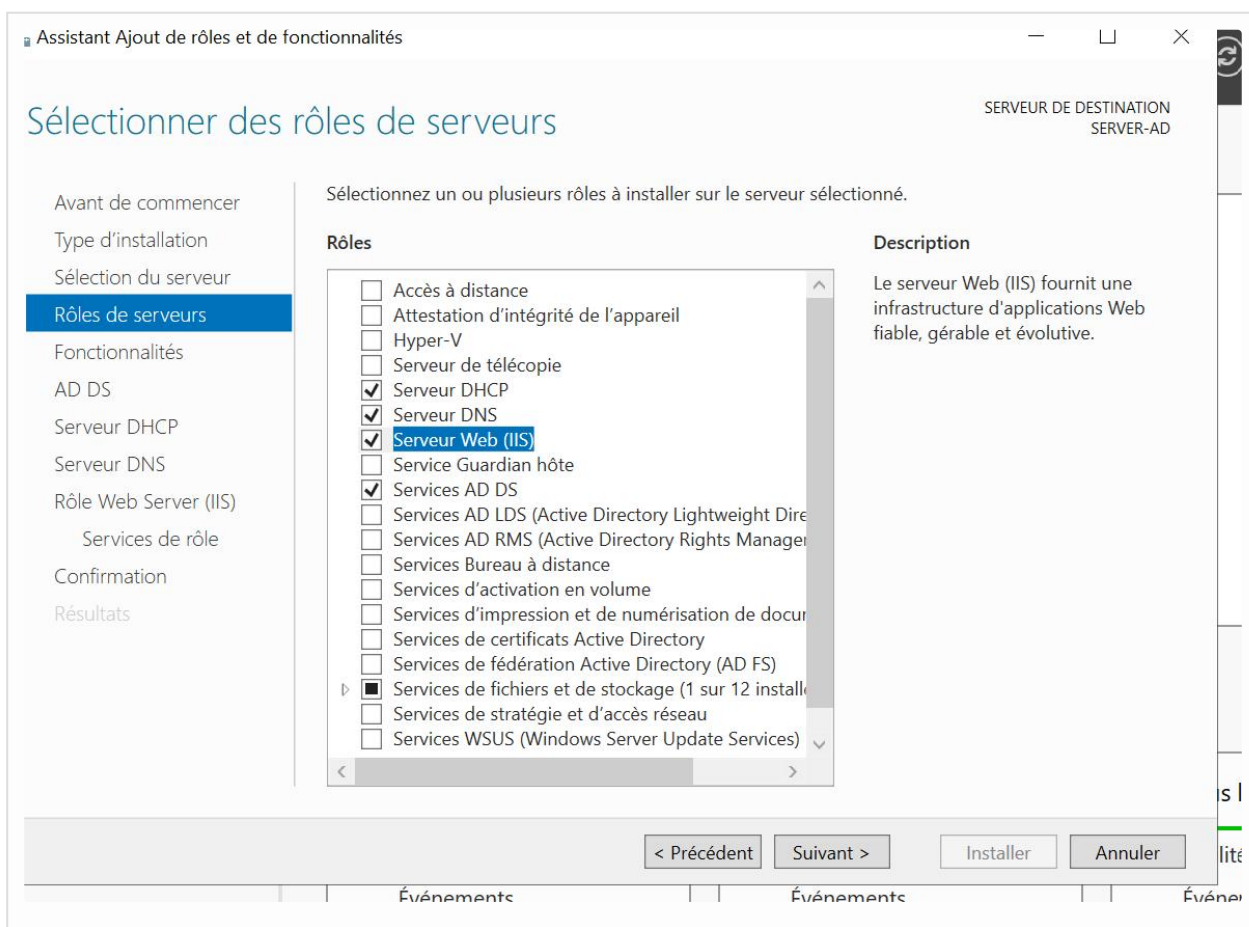 Assistant Ajout de rôles et de fonctionnalités
Sélectionner des rôles de serveurs
SERVEUR DE DESTINATION
SERVER-AD
Avant de commencer
Type d'installation
Sélection du serveur
Rôles de serveurs
Fonctionnalités
AD DS
Serveur DHCP
Serveur DNS
Rôle Web Server (IIS)
Services de rôle
Confirmation
Résultats
Sélectionnez un ou plusieurs rôles à installer sur le serveur sélectionné.
Rôles
Accès à distance
Attestation d'intégrité de l'appareil
Hyper-V
Serveur de télécopie
Serveur DHCP
Serveur DNS
Serveur Web (IIS)
Service Guardian hôte
Services AD DS
Services AD LDS (Active Directory Lightweight Dire
Services AD RMS (Active Directory Rights Manager
Services Bureau à distance
Services d'activation en volume
Services d'impression et de numérisation de docur
Services de certificats Active Directory
Services de fédération Active Directory (AD FS)
Services de fichiers et de stockage (1 sur 12 installe
Services de stratégie et d'accès réseau
Services WSUS (Windows Server Update Services)
Description
Le serveur Web (IIS) fournit une
infrastructure d'applications Web
fiable, gérable et évolutive.
< Précédent
Suivant >
Installer
Annuler
Événements
Événements